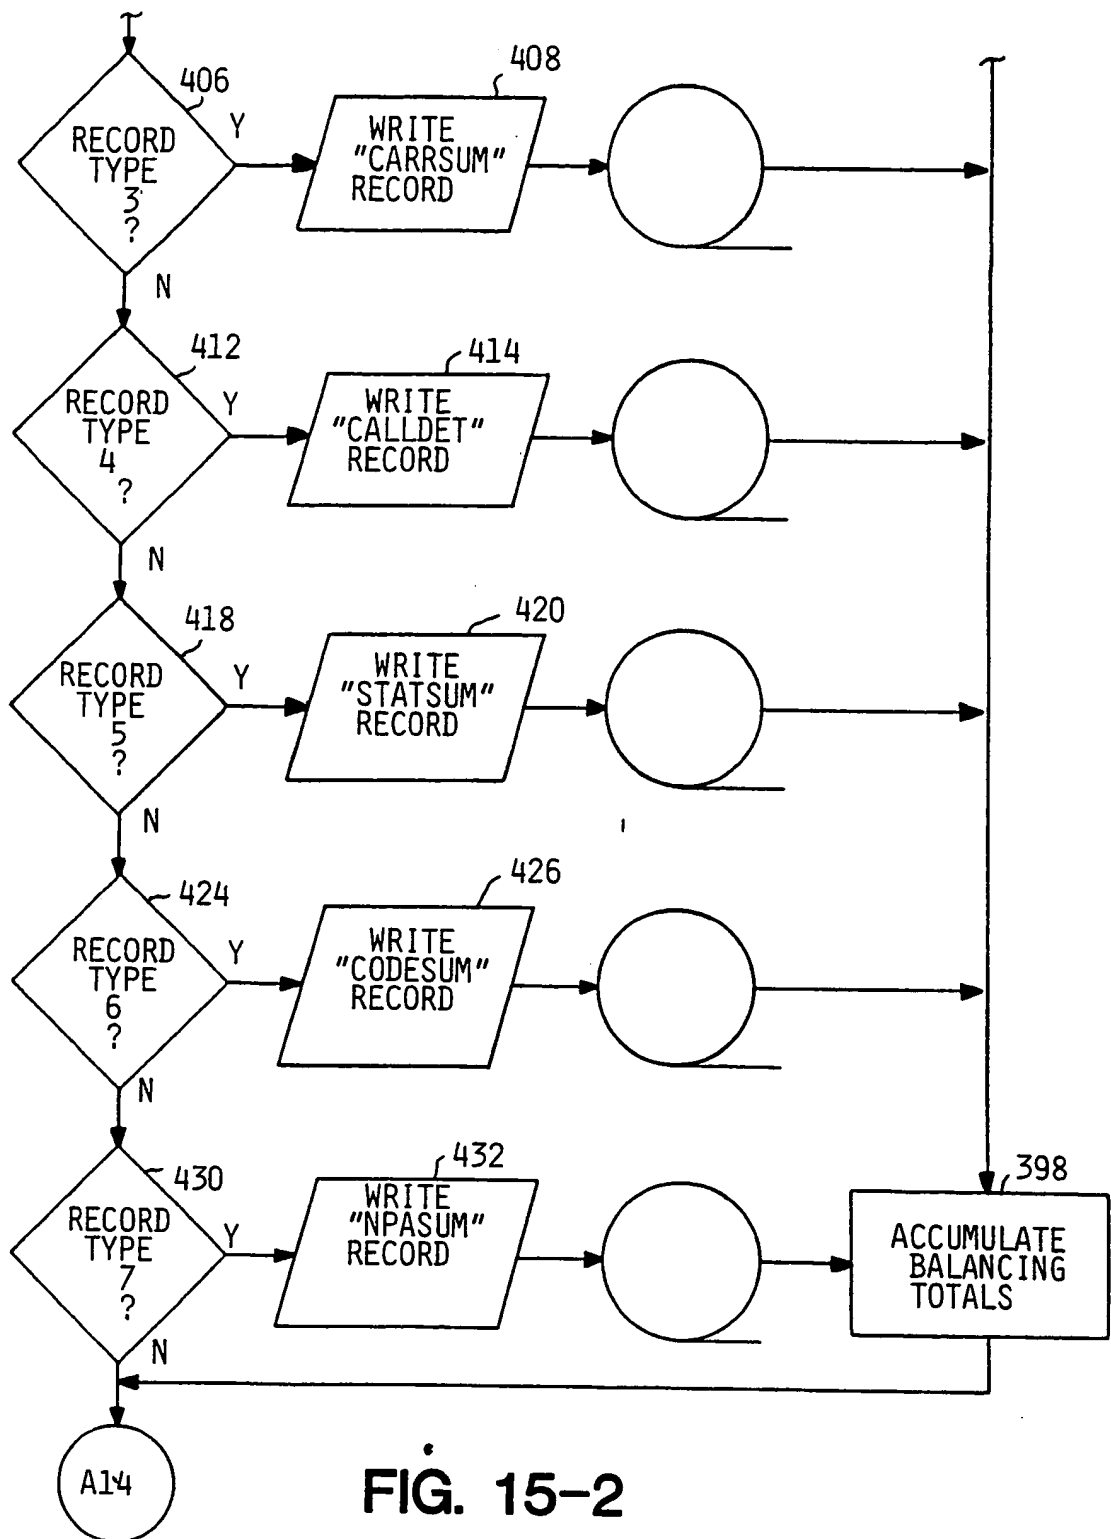 406
RECORD
TYPE
3
?
Y
N
408
WRITE
"CARRSUM"
RECORD
412
RECORD
TYPE
4
?
Y
N
414
WRITE
"CALLDET"
RECORD
418
RECORD
TYPE
5
?
Y
N
420
WRITE
"STATSUM"
RECORD
424
RECORD
TYPE
6
?
Y
N
426
WRITE
"CODESUM"
RECORD
430
RECORD
TYPE
7
?
Y
N
432
WRITE
"NPASUM"
RECORD
398
ACCUMULATE
BALANCING
TOTALS
A14
FIG. 15-2